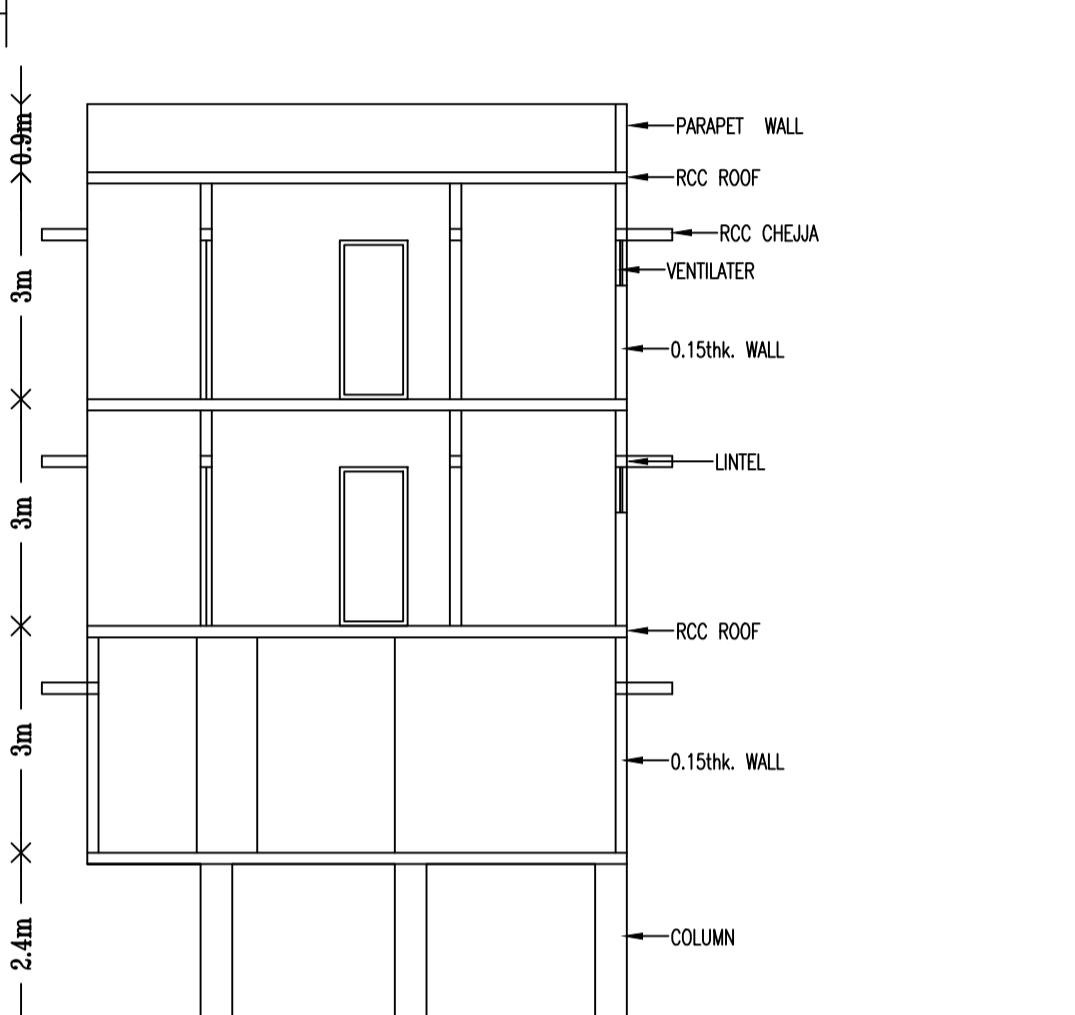 0.9m
PARAPET WALL
RCC ROOF
RCC CHEJJA
VENTILATER
3m
0.15thk. WALL
LINTEL
3m
RCC ROOF
3m
0.15thk. WALL
COLUMN
2.4m